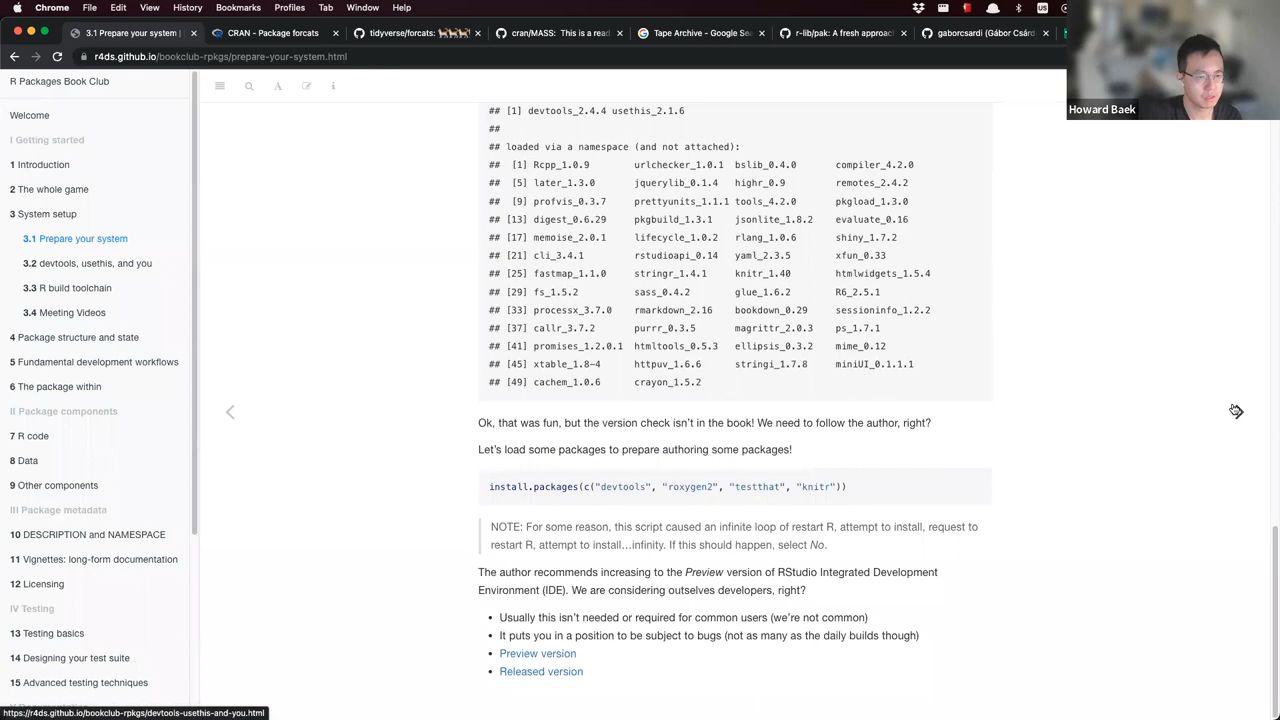 Chrome File Edit View History Bookmarks Profiles Tab Window Help
3.1 Prepare your system |
CRAN - Package forcats
tidyverse/forcats:
cran/MASS: This is a read
Tape Archive - Google Sea
r-lib/pak: A fresh approach
gaborcsardi (Gábor Csárd
r4ds.github.io/bookclub-rpkgs/prepare-your-system.html
Howard Baek
R Packages Book Club
Welcome
I Getting started
1 Introduction
2 The whole game
3 System setup
3.1 Prepare your system
3.2 devtools, usethis, and you
3.3 R build toolchain
3.4 Meeting Videos
4 Package structure and state
5 Fundamental development workflows
6 The package within
II Package components
7 R code
8 Data
9 Other components
III Package metadata
10 DESCRIPTION and NAMESPACE
11 Vignettes: long-form documentation
12 Licensing
IV Testing
13 Testing basics
14 Designing your test suite
15 Advanced testing techniques
https://r4ds.github.io/bookclub-rpkgs/devtools-usethis-and-you.html
## [1] devtools_2.4.4 usethis_2.1.6
##
## loaded via a namespace (and not attached):
## [1] Rcpp_1.0.9 urlchecker_1.0.1 bslib_0.4.0 compiler_4.2.0
## [5] later_1.3.0 jquerylib_0.1.4 highr_0.9 remotes_2.4.2
## [9] profvis_0.3.7 prettyunits_1.1.1 tools_4.2.0 pkgload_1.3.0
## [13] digest_0.6.29 pkgbuild_1.3.1 jsonlite_1.8.2 evaluate_0.16
## [17] memoise_2.0.1 lifecycle_1.0.2 rlang_1.0.6 shiny_1.7.2
## [21] cli_3.4.1 rstudioapi_0.14 yaml_2.3.5 xfun_0.33
## [25] fastmap_1.1.0 stringr_1.4.1 knitr_1.40 htmlwidgets_1.5.4
## [29] fs_1.5.2 sass_0.4.2 glue_1.6.2 R6_2.5.1
## [33] processx_3.7.0 rmarkdown_2.16 bookdown_0.29 sessioninfo_1.2.2
## [37] callr_3.7.2 purrr_0.3.5 magrittr_2.0.3 ps_1.7.1
## [41] promises_1.2.0.1 htmltools_0.5.3 ellipsis_0.3.2 mime_0.12
## [45] xtable_1.8-4 httpuv_1.6.6 stringi_1.7.8 miniUI_0.1.1.1
## [49] cachem_1.0.6 crayon_1.5.2
Ok, that was fun, but the version check isn't in the book! We need to follow the author, right?
Let's load some packages to prepare authoring some packages!
install.packages(c("devtools", "roxygen2", "testthat", "knitr"))
NOTE: For some reason, this script caused an infinite loop of restart R, attempt to install, request to
restart R, attempt to install…infinity. If this should happen, select No.
The author recommends increasing to the Preview version of RStudio Integrated Development
Environment (IDE). We are considering outselves developers, right?
• Usually this isn't needed or required for common users (we're not common)
• It puts you in a position to be subject to bugs (not as many as the daily builds though)
• Preview version
• Released version